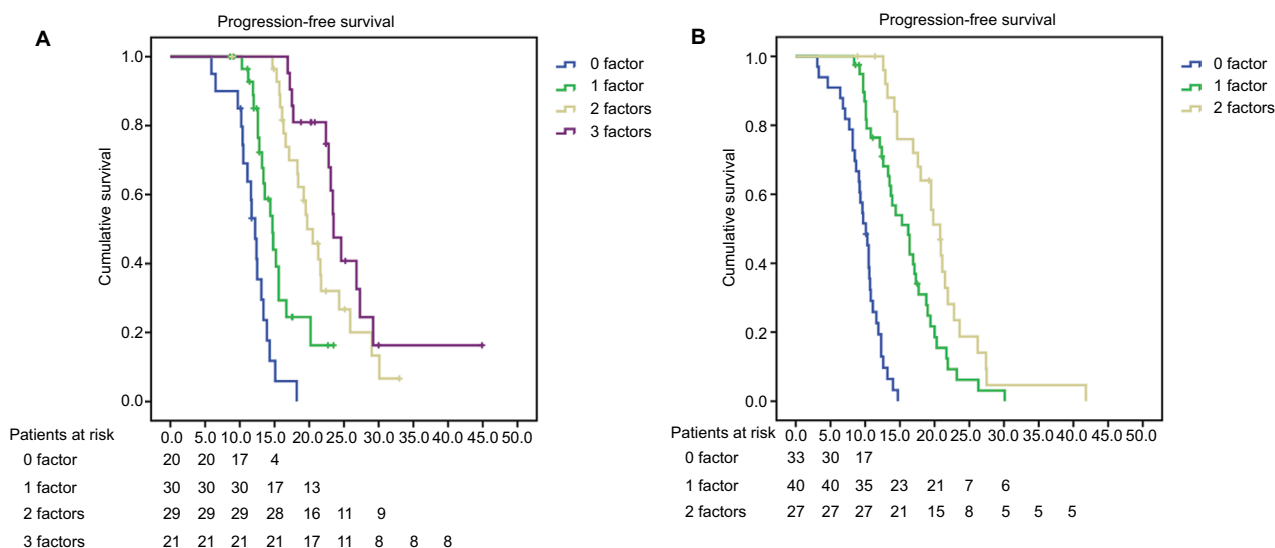 A
Progression-free survival
Cumulative survival
1.0
0.8
0.6
0.4
0.2
0.0
0 factor
1 factor
2 factors
3 factors
0.0 5.0 10.0 15.0 20.0 25.0 30.0 35.0 40.0 45.0 50.0
Patients at risk
0 factor 20 20 17 4
1 factor 30 30 30 17 13
2 factors 29 29 29 28 16 11 9
3 factors 21 21 21 21 17 11 8 8 8
B
Progression-free survival
Cumulative survival
1.0
0.8
0.6
0.4
0.2
0.0
0 factor
1 factor
2 factors
0.0 5.0 10.0 15.0 20.0 25.0 30.0 35.0 40.0 45.0 50.0
Patients at risk
0 factor 33 30 17
1 factor 40 40 35 23 21 7 6
2 factors 27 27 27 21 15 8 5 5 5